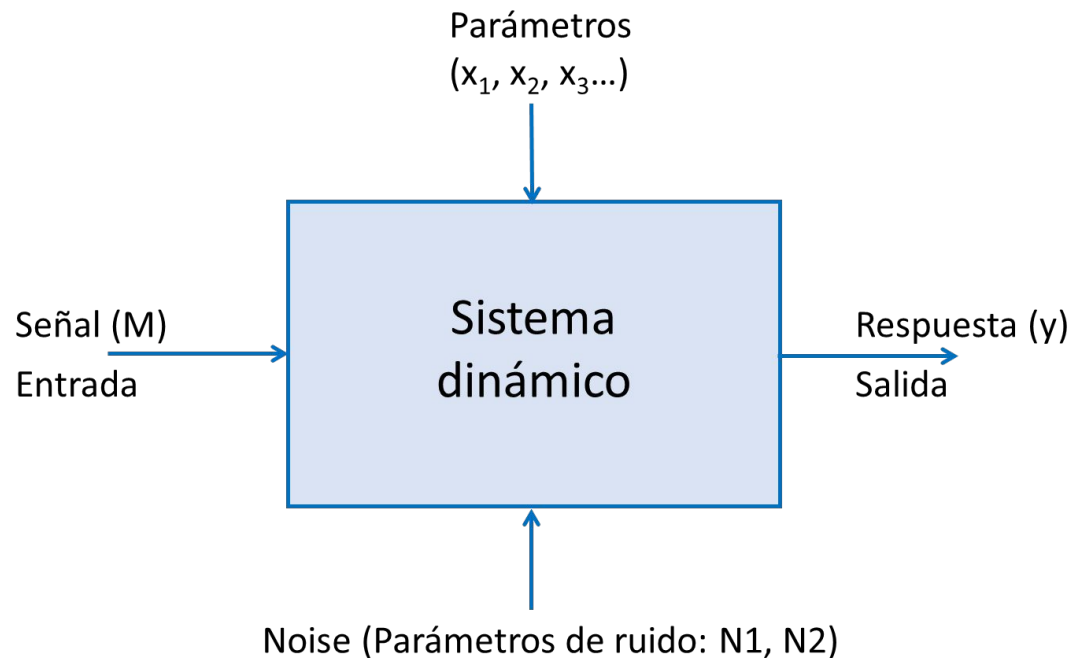 Parámetros
(x₁, x₂, x₃…)
Señal (M)
Entrada
Sistema
dinámico
Respuesta (y)
Salida
Noise (Parámetros de ruido: N1, N2)